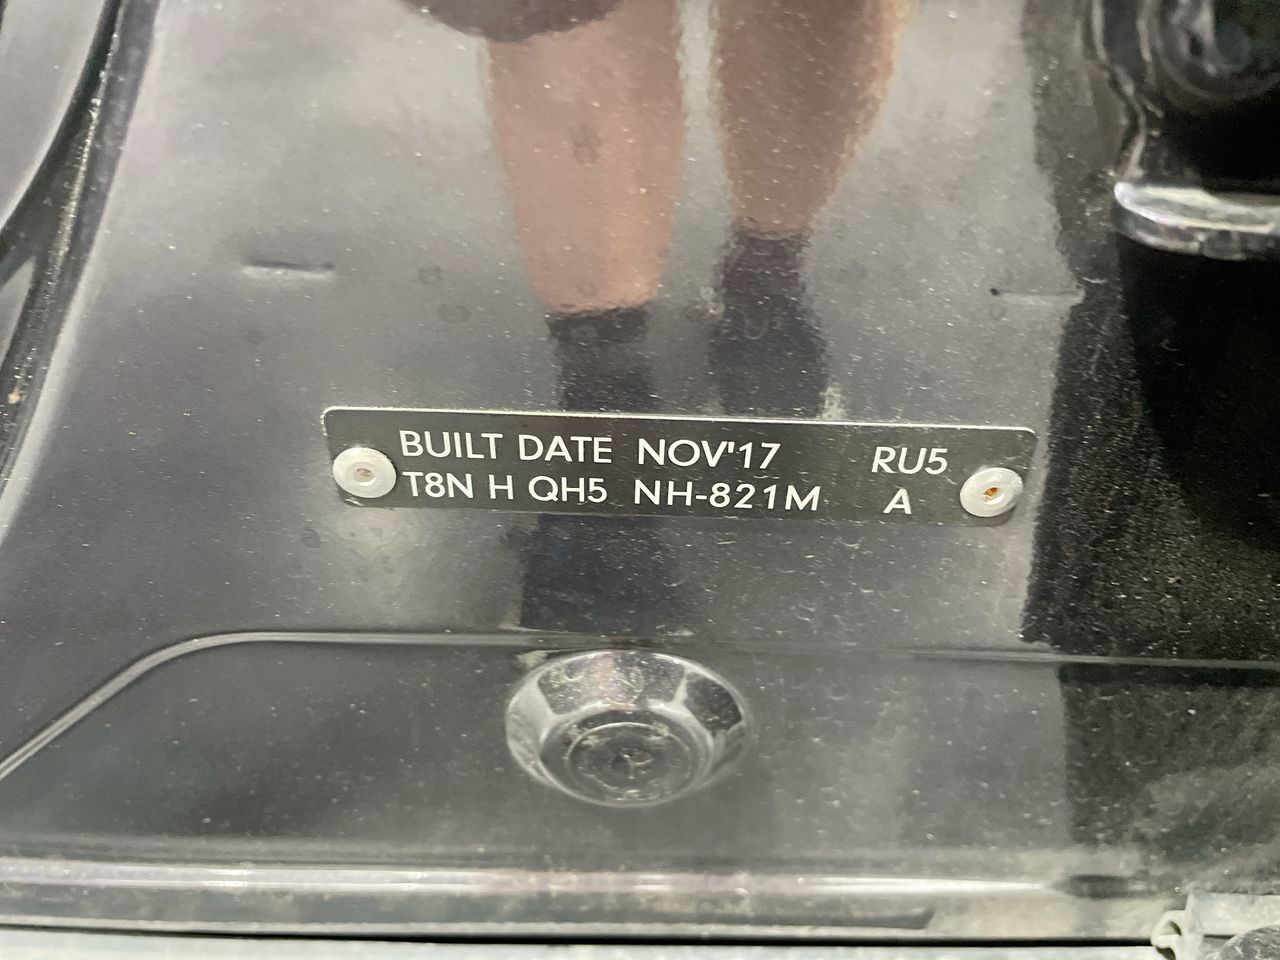 BUILT DATE NOV'17 RU5
T8N H QH5 NH-821M A